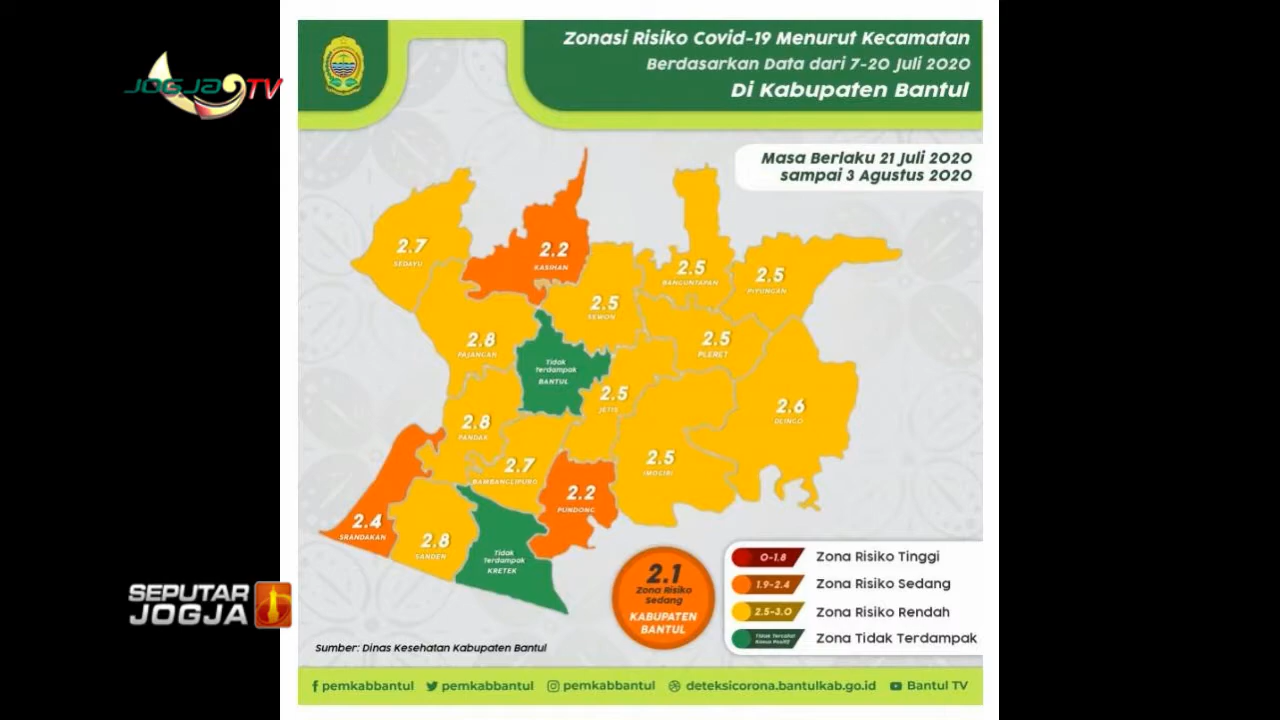 Zonasi Risiko Covid-19 Menurut Kecamatan
Berdasarkan Data dari 7-20 Juli 2020
Di Kabupaten Bantul
JOGJA TV
Masa Berlaku 21 Juli 2020
sampai 3 Agustus 2020
2.7
SEDAYU
2.2
KASIHAN
2.5
BANGUNTAPAN
2.5
PIYUNGAN
2.5
SEWON
2.8
PAJANGAN
2.5
PLERET
Tidak
Terdampak
BANTUL
2.5
JETIS
2.6
DLINGO
2.8
PANDAK
2.7
BAMBANGLIPURO
2.5
IMOGIRI
2.2
PUNDONG
2.4
SRANDAKAN
2.8
SANDEN
Tidak
Terdampak
KRETEK
2.1
Zona Risiko
Sedang
KABUPATEN
BANTUL
0-1.8 Zona Risiko Tinggi
1.9-2.4 Zona Risiko Sedang
2.5-3.0 Zona Risiko Rendah
Tidak Tercatat
Kasus Positif
Zona Tidak Terdampak
SEPUTAR
JOGJA
Sumber: Dinas Kesehatan Kabupaten Bantul
pemkabbantul pemkabbantul pemkabbantul deteksicorona.bantulkab.go.id Bantul TV